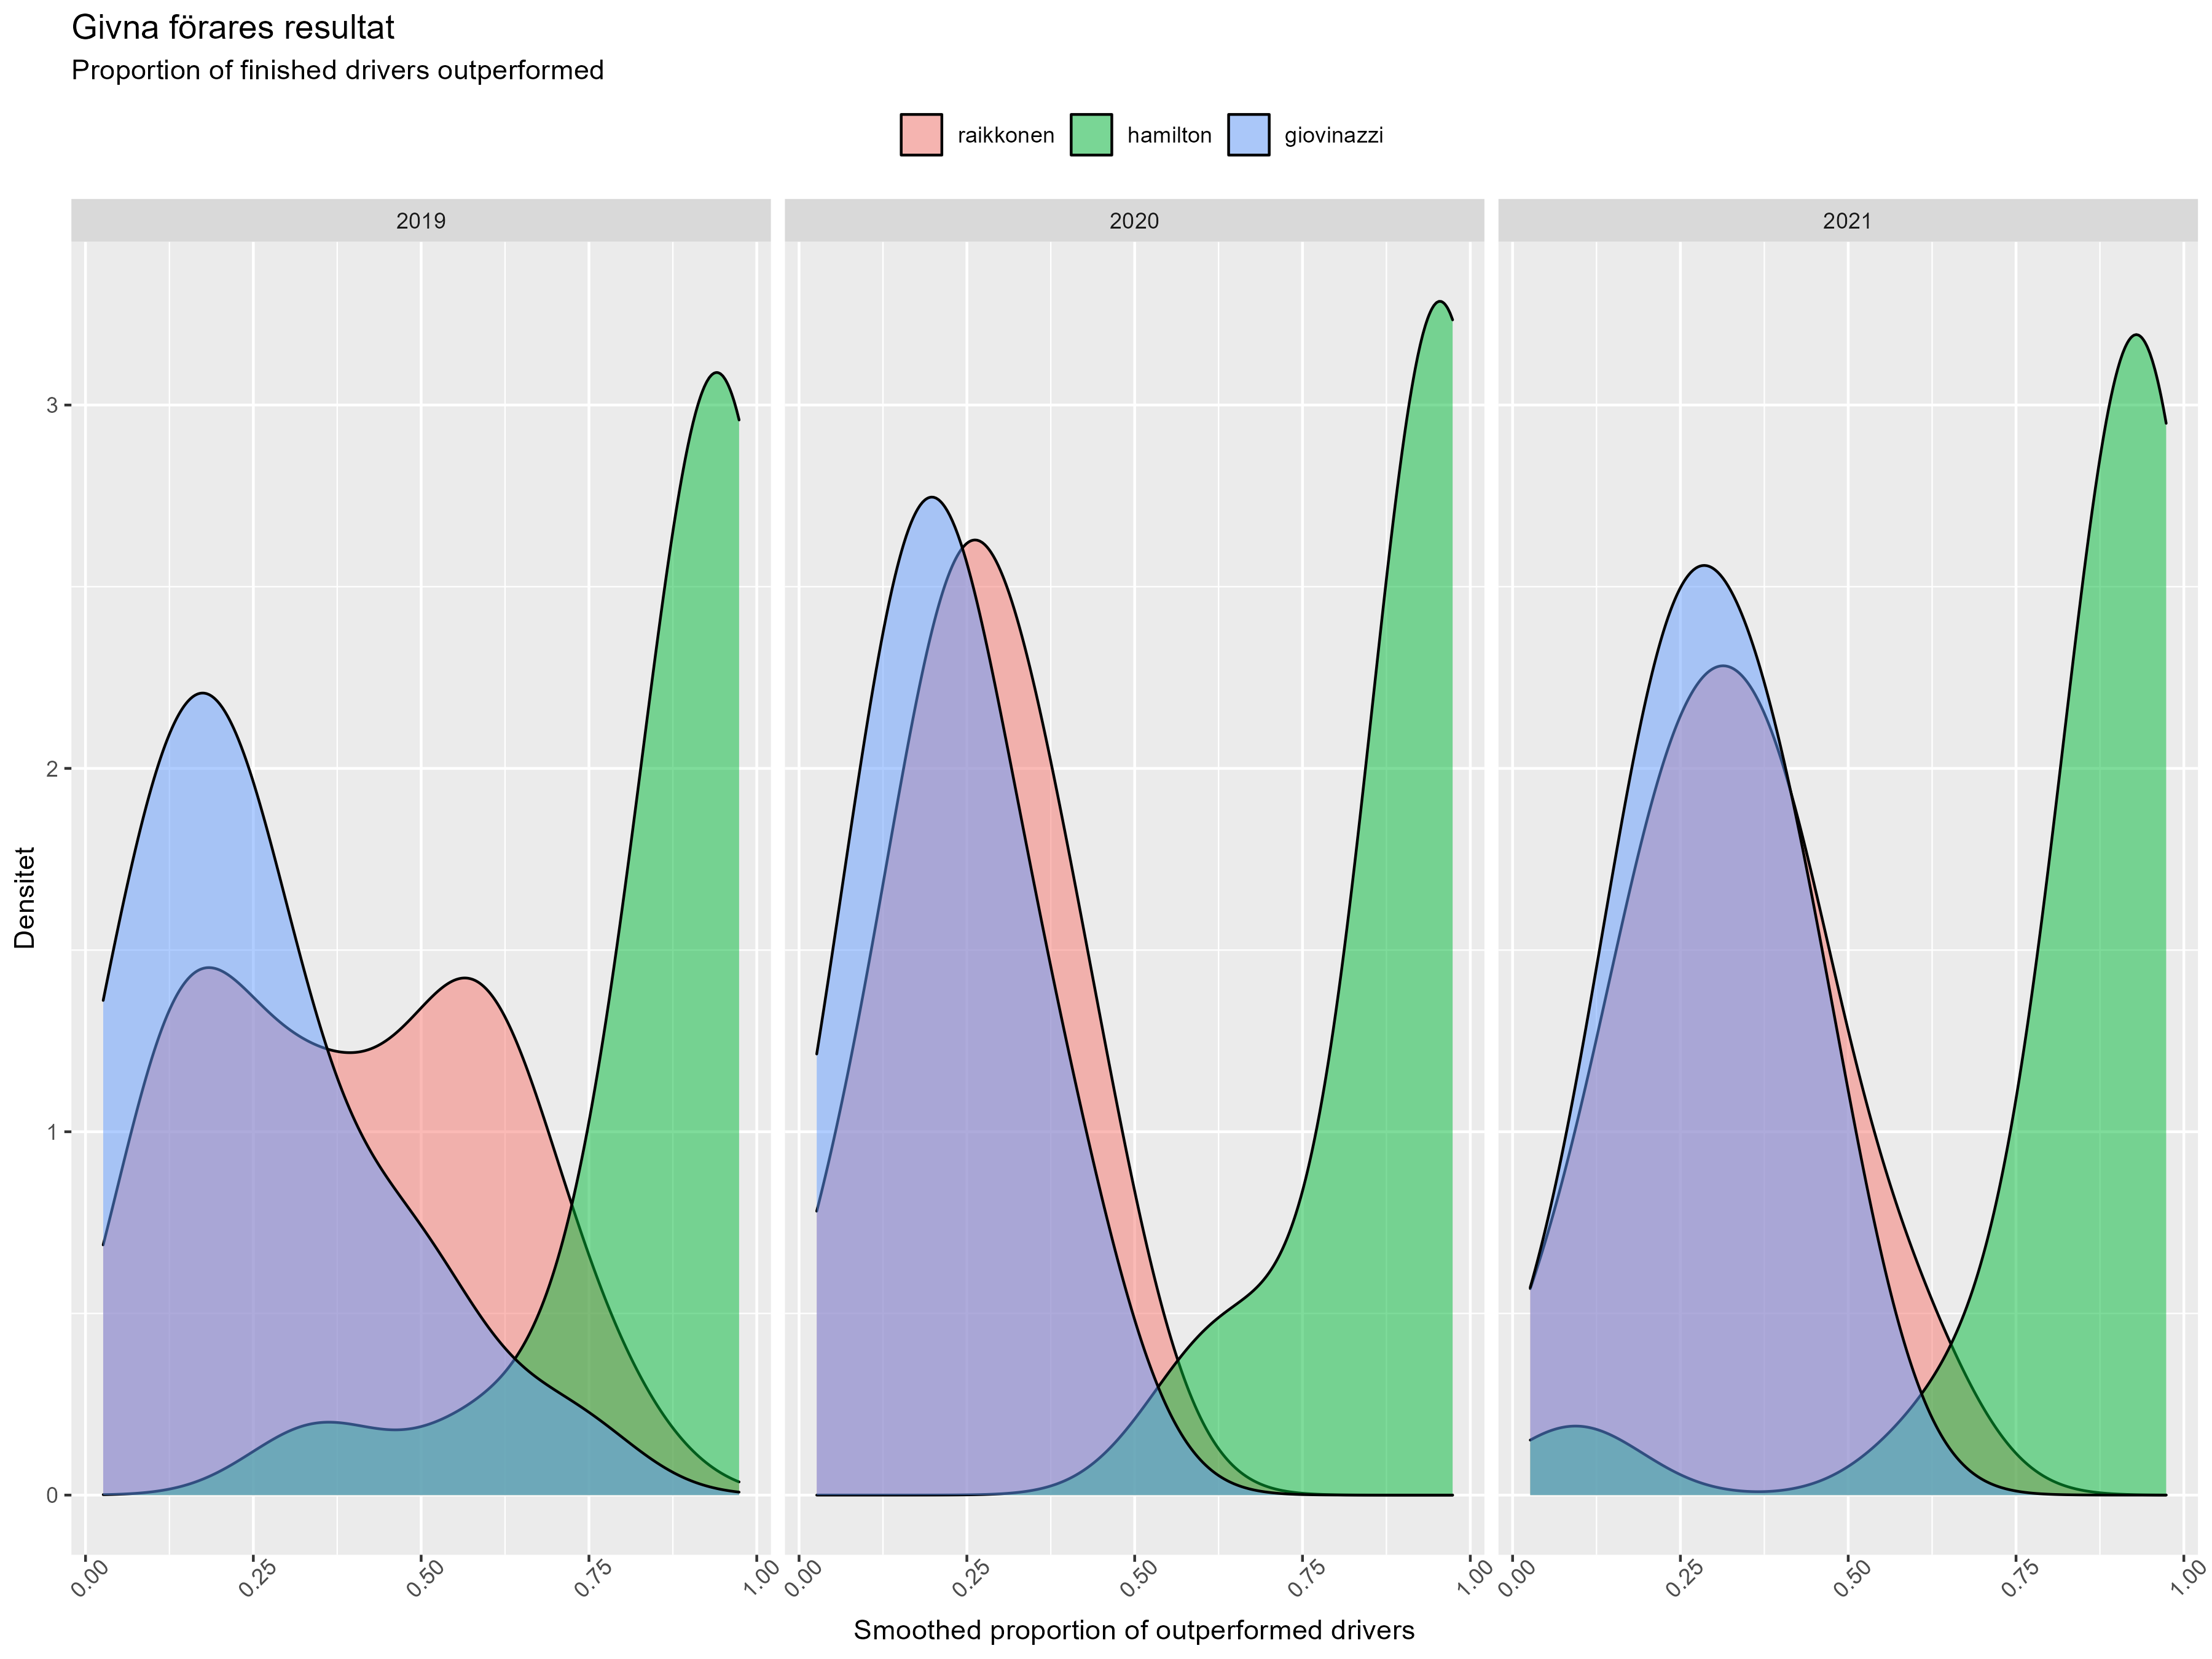 Givna förares resultat
Proportion of finished drivers outperformed
raikkonen hamilton giovinazzi
2019 2020 2021
Densitet
3
2
1
0
0.00 0.25 0.50 0.75 1.00 0.00 0.25 0.50 0.75 1.00 0.00 0.25 0.50 0.75 1.00
Smoothed proportion of outperformed drivers